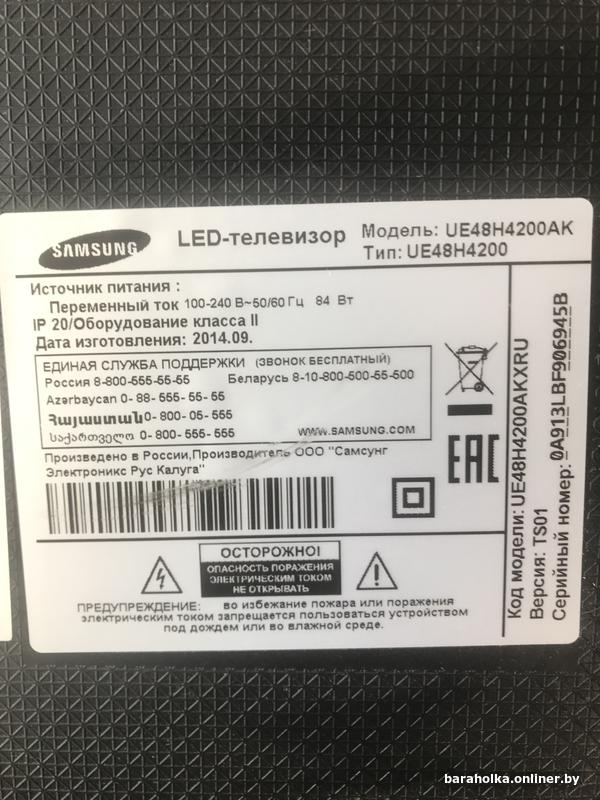 SAMSUNG
LED-телевизор
Модель: UE48H4200AK
Тип: UE48H4200
Источник питания :
Переменный ток 100-240 В~50/60 Гц 84 Вт
IP 20/Оборудование класса II
Дата изготовления: 2014.09.
ЕДИНАЯ СЛУЖБА ПОДДЕРЖКИ (ЗВОНОК БЕСПЛАТНЫЙ)
Россия 8-800-555-55-55 Беларусь 8-10-800-500-55-500
Azərbaycan 0-88-555-55-55
Հայաստան 0-800-05-555
საქართველო 0-800-555-555 WWW.SAMSUNG.COM
Произведено в России,Производитель ООО "Самсунг
Электроникс Рус Калуга"
EAC
ОСТОРОЖНО!
ОПАСНОСТЬ ПОРАЖЕНИЯ
ЭЛЕКТРИЧЕСКИМ ТОКОМ
НЕ ОТКРЫВАТЬ
ПРЕДУПРЕЖДЕНИЕ: во избежание пожара или поражения
электрическим током запрещается пользоваться устройством
под дождем или во влажной среде.
Код модели: UE48H4200AKXRU
Версия: TS01
Серийный номер: 0A913LBF906945B
baraholka.onliner.by